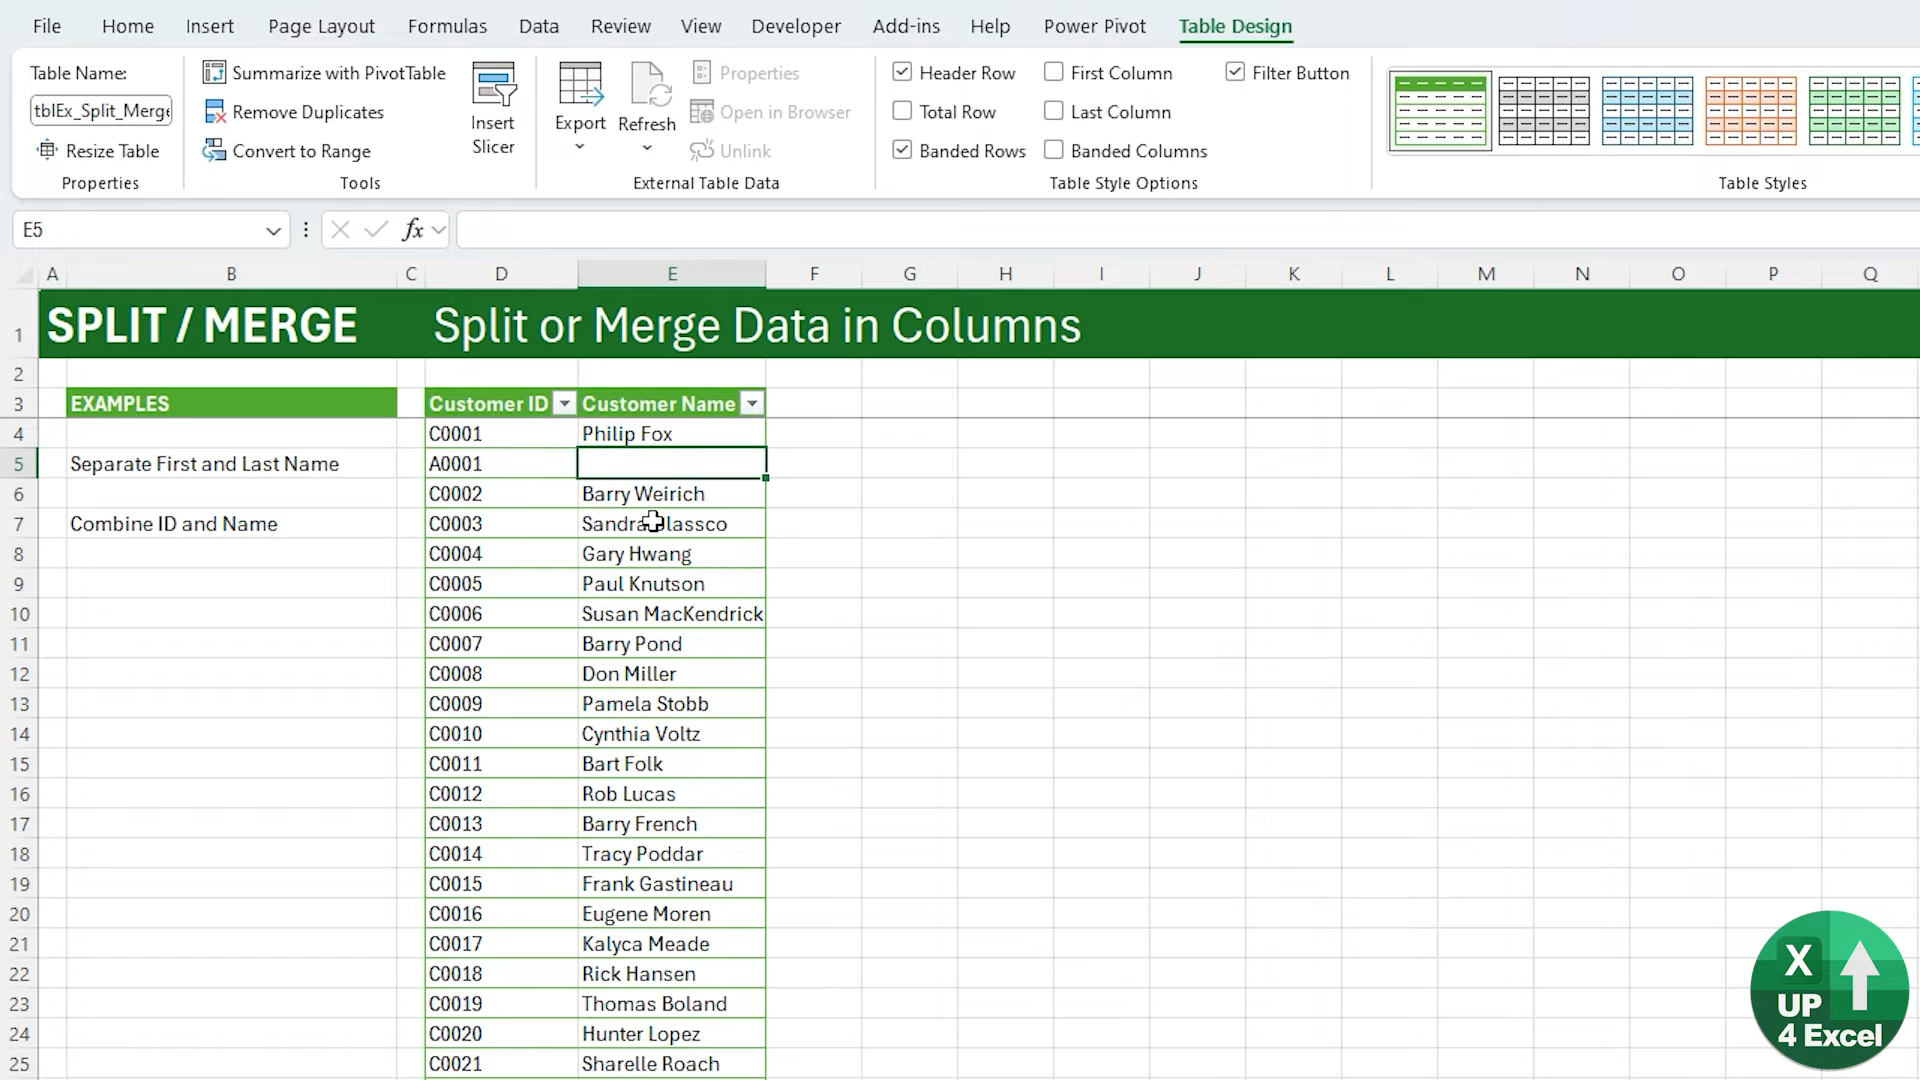 File Home Insert Page Layout Formulas Data Review View Developer Add-ins Help Power Pivot Table Design
Table Name:
tblEx_Split_Merge
Resize Table
Properties
Summarize with PivotTable
Remove Duplicates
Convert to Range
Tools
Insert
Slicer
Export
Refresh
Properties
Open in Browser
Unlink
External Table Data
Header Row
Total Row
Banded Rows
First Column
Last Column
Banded Columns
Filter Button
Table Style Options
Table Styles
E5
fx
A B C D E F G H I J K L M N O P Q
1 SPLIT / MERGE Split or Merge Data in Columns
2
3 EXAMPLES Customer ID Customer Name
4 C0001 Philip Fox
5 Separate First and Last Name A0001
6 C0002 Barry Weirich
7 Combine ID and Name C0003 Sandra lassco
8 C0004 Gary Hwang
9 C0005 Paul Knutson
10 C0006 Susan MacKendrick
11 C0007 Barry Pond
12 C0008 Don Miller
13 C0009 Pamela Stobb
14 C0010 Cynthia Voltz
15 C0011 Bart Folk
16 C0012 Rob Lucas
17 C0013 Barry French
18 C0014 Tracy Poddar
19 C0015 Frank Gastineau
20 C0016 Eugene Moren
21 C0017 Kalyca Meade
22 C0018 Rick Hansen
23 C0019 Thomas Boland
24 C0020 Hunter Lopez
25 C0021 Sharelle Roach
X
UP
4 Excel